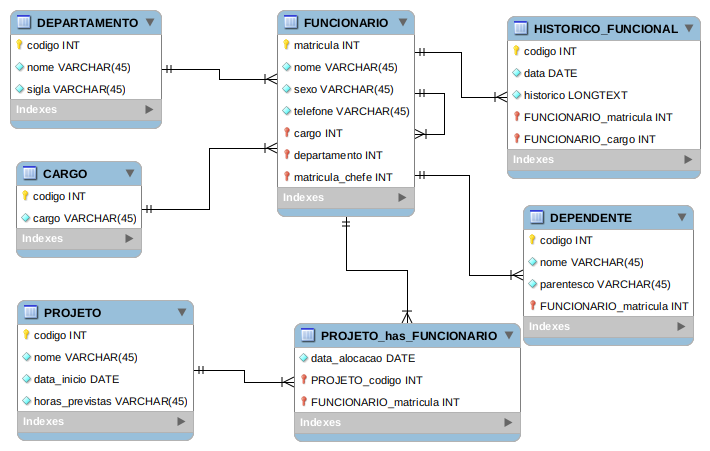 DEPARTAMENTO
codigo INT
nome VARCHAR(45)
sigla VARCHAR(45)
Indexes
FUNCIONARIO
matricula INT
nome VARCHAR(45)
sexo VARCHAR(45)
telefone VARCHAR(45)
cargo INT
departamento INT
matricula_chefe INT
Indexes
HISTORICO_FUNCIONAL
codigo INT
data DATE
historico LONGTEXT
FUNCIONARIO_matricula INT
FUNCIONARIO_cargo INT
Indexes
CARGO
codigo INT
cargo VARCHAR(45)
Indexes
DEPENDENTE
codigo INT
nome VARCHAR(45)
parentesco VARCHAR(45)
FUNCIONARIO_matricula INT
Indexes
PROJETO
codigo INT
nome VARCHAR(45)
data_inicio DATE
horas_previstas VARCHAR(45)
Indexes
PROJETO_has_FUNCIONARIO
data_alocacao DATE
PROJETO_codigo INT
FUNCIONARIO_matricula INT
Indexes